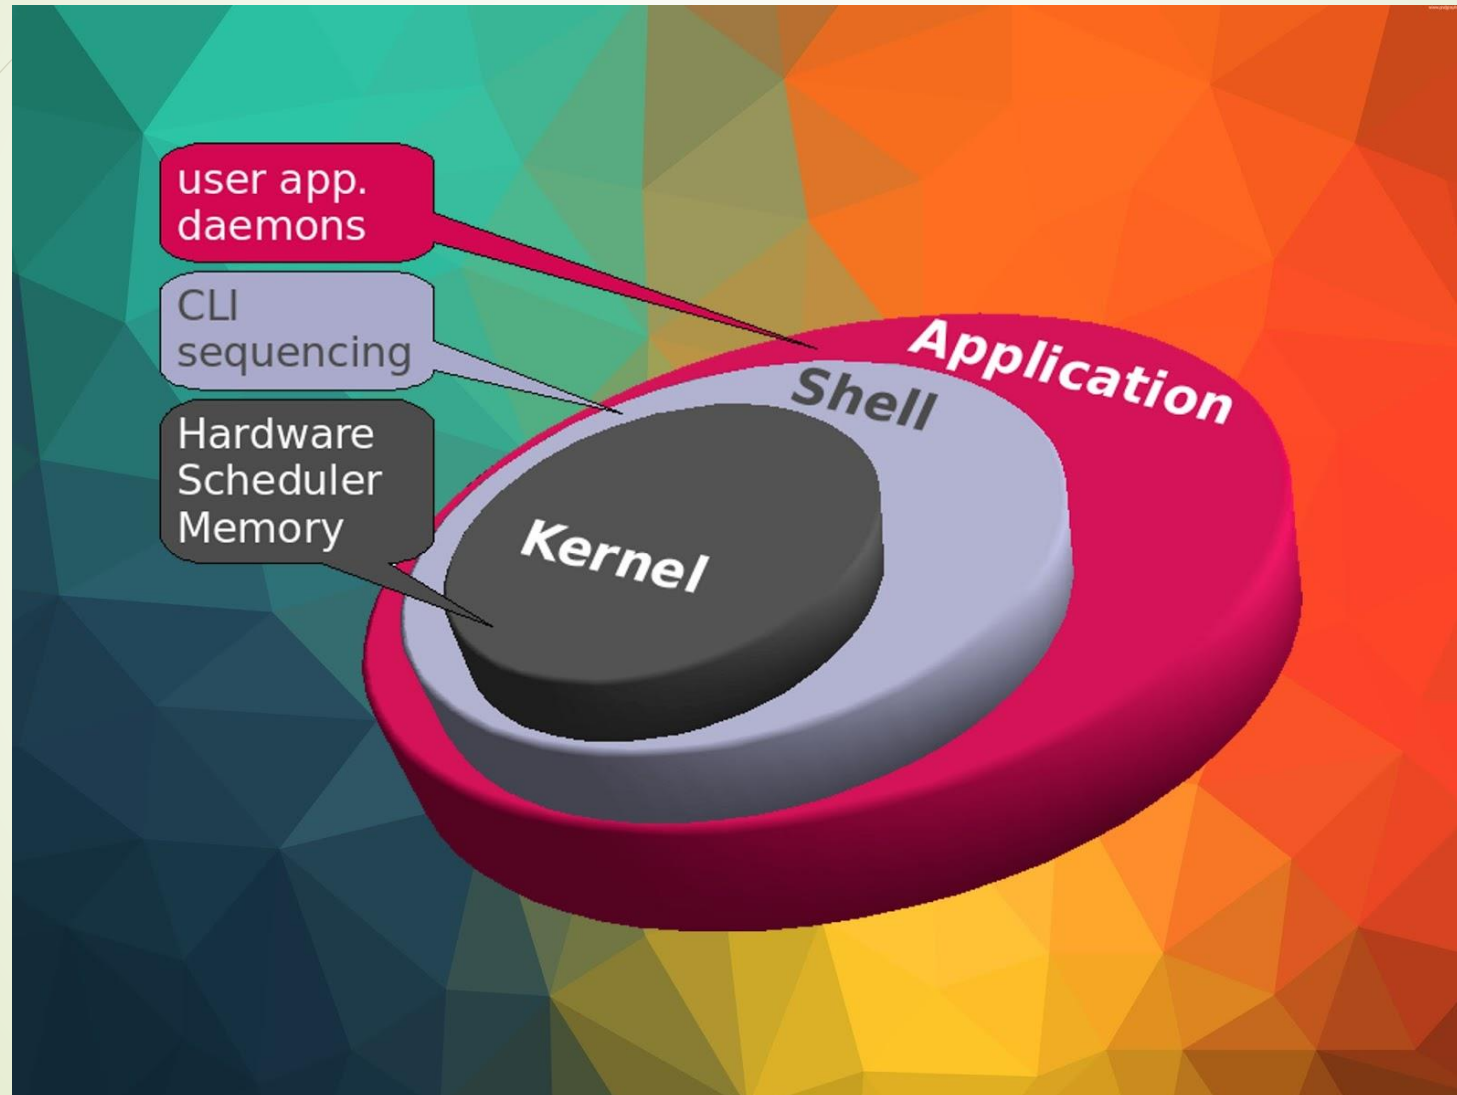 user app.
daemons
CLI
sequencing
Hardware
Scheduler
Memory
Application
Shell
Kernel